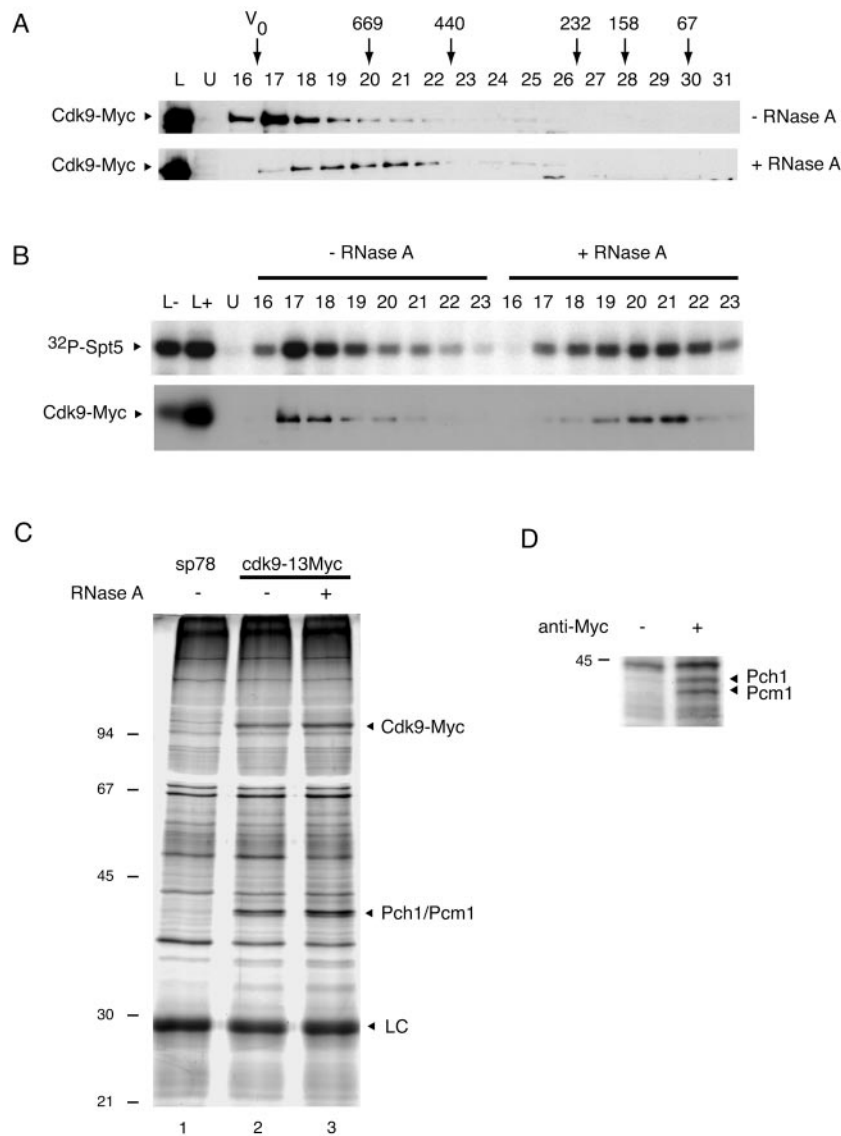 A
V0 669 440 232 158 67
L U 16 17 18 19 20 21 22 23 24 25 26 27 28 29 30 31
Cdk9-Myc - RNase A
Cdk9-Myc + RNase A
B
- RNase A + RNase A
L- L+ U 16 17 18 19 20 21 22 23 16 17 18 19 20 21 22 23
32P-Spt5
Cdk9-Myc
C
sp78 cdk9-13Myc
RNase A - - +
94
67
45
30
21
Cdk9-Myc
Pch1/Pcm1
LC
1 2 3
D
anti-Myc - +
45
Pch1
Pcm1